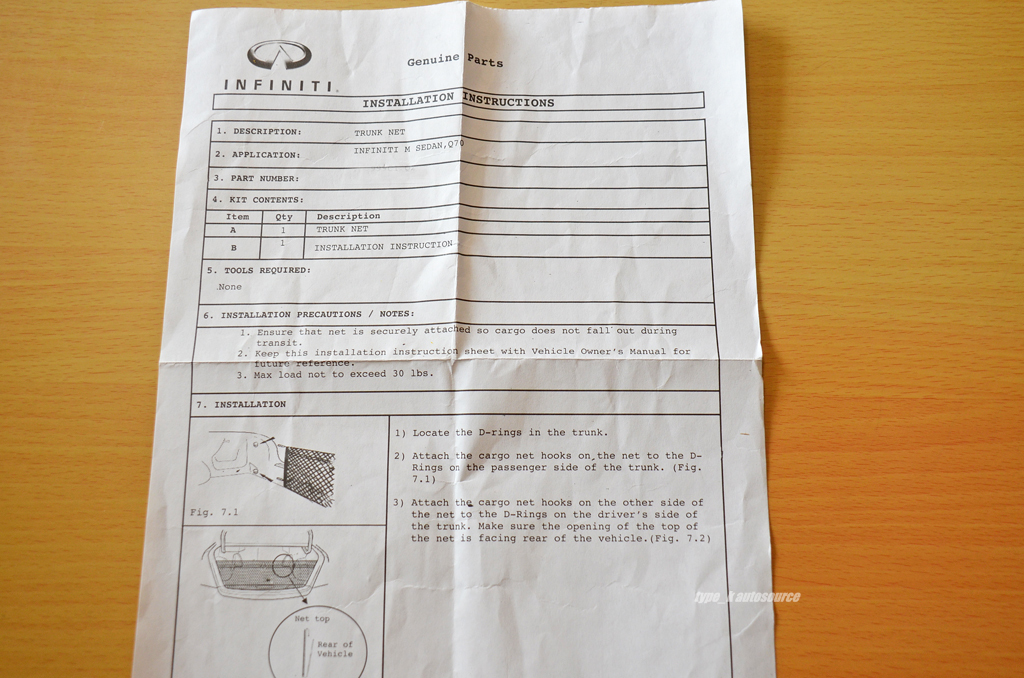 INFINITI®
Genuine Parts
INSTALLATION INSTRUCTIONS
1. DESCRIPTION: TRUNK NET
2. APPLICATION: INFINITI M SEDAN,Q70
3. PART NUMBER:
4. KIT CONTENTS:
Item Qty Description
A 1 TRUNK NET
B 1 INSTALLATION INSTRUCTION
5. TOOLS REQUIRED:
None
6. INSTALLATION PRECAUTIONS / NOTES:
1. Ensure that net is securely attached so cargo does not fall out during
transit.
2. Keep this installation instruction sheet with Vehicle Owner's Manual for
future reference.
3. Max load not to exceed 30 lbs.
7. INSTALLATION
Fig. 7.1
1) Locate the D-rings in the trunk.
2) Attach the cargo net hooks on the net to the D-
Rings on the passenger side of the trunk. (Fig.
7.1)
3) Attach the cargo net hooks on the other side of
the net to the D-Rings on the driver's side of
the trunk. Make sure the opening of the top of
the net is facing rear of the vehicle.(Fig. 7.2)
Net top
Rear of
Vehicle